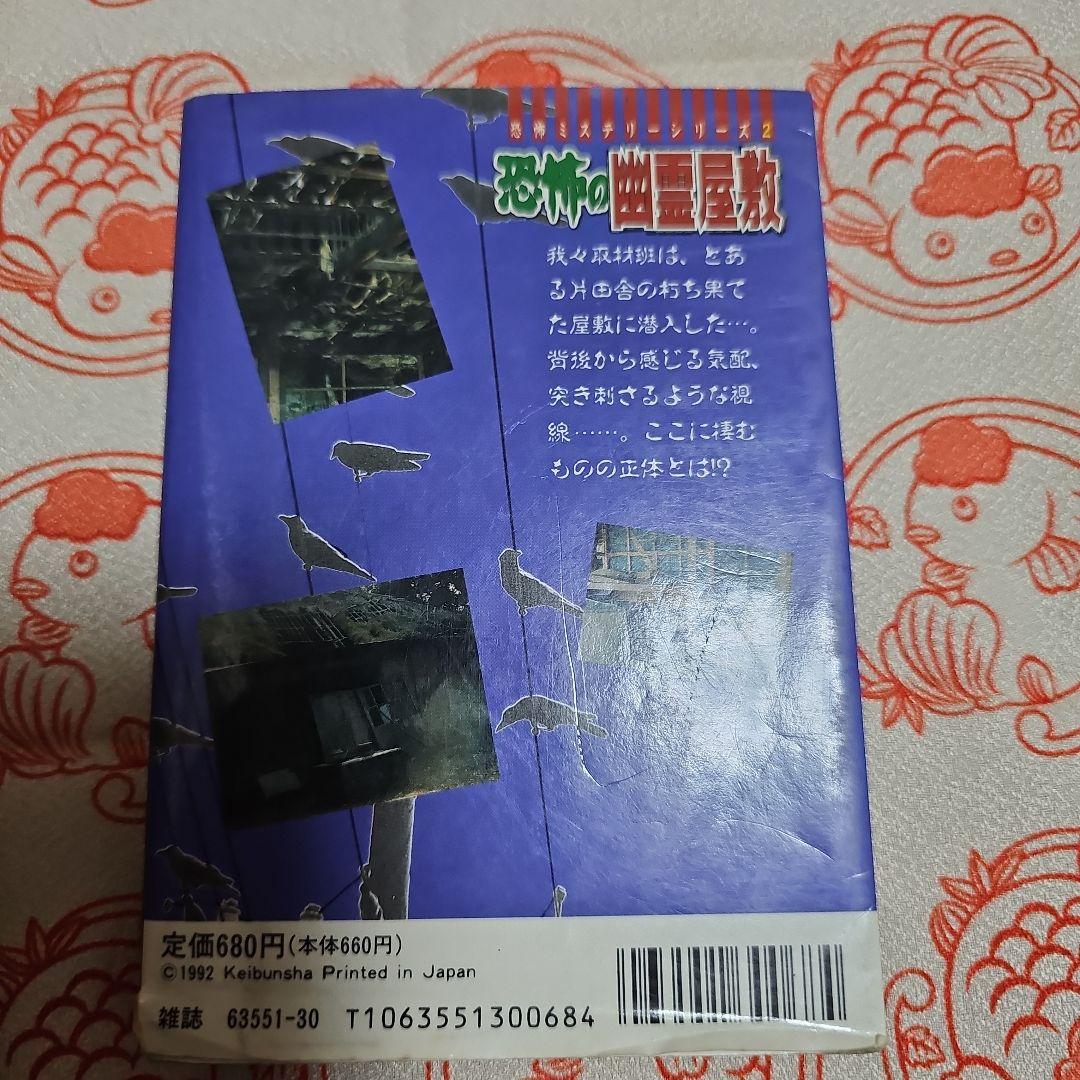 恐怖ミステリーシリーズ2
恐怖の幽霊屋敷
我々取材班は、とあ
る片田舎の朽ち果て
た屋敷に潜入した…。
背後から感じる気配、
突き刺さるような視
線……。ここに棲む
ものの正体とは!?
定価680円(本体660円)
©1992 Keibunsha Printed in Japan
雑誌 63551-30 T1063551300684